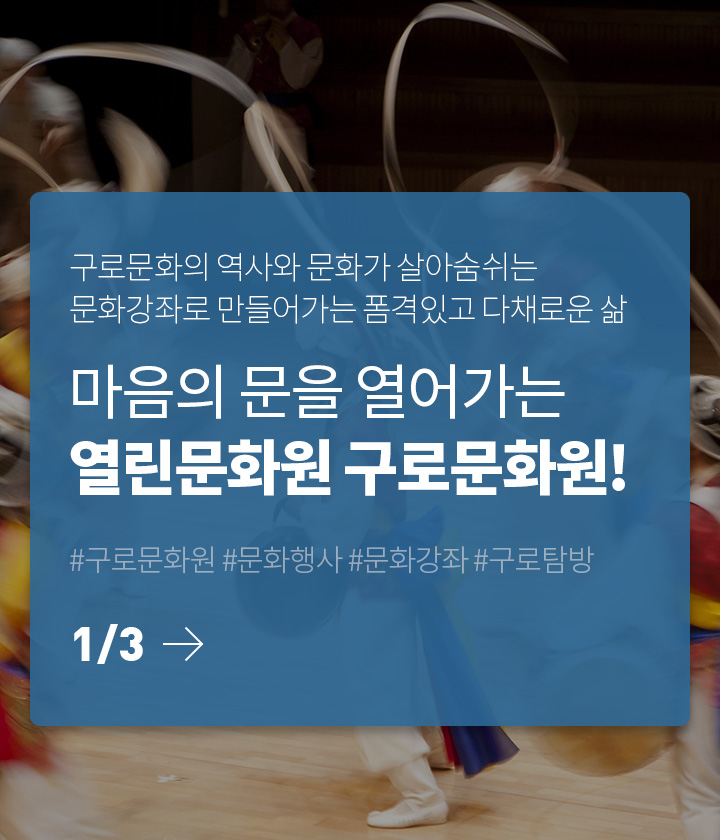 구로문화의 역사와 문화가 살아숨쉬는
문화강좌로 만들어가는 폼격있고 다채로운 삶
마음의 문을 열어가는
열린문화원 구로문화원!
#구로문화원 #문화행사 #문화강좌 #구로탐방
1/3 →